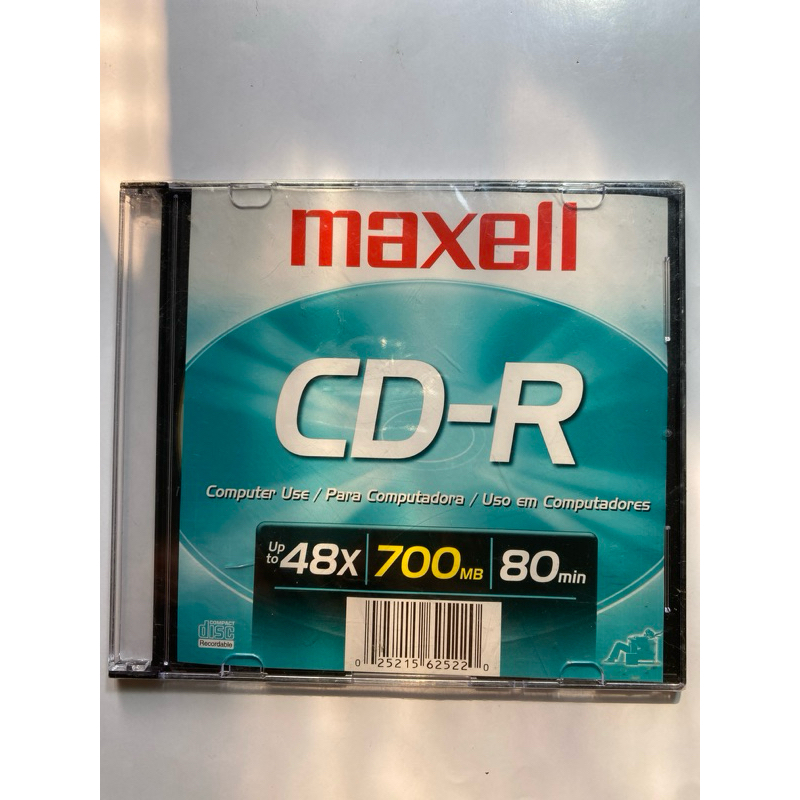 maxell
CD-R
Computer Use / Para Computadora / Uso em Computadores
Up to 48X 700MB 80min
COMPACT
disc
Recordable
0 25215 62522 0